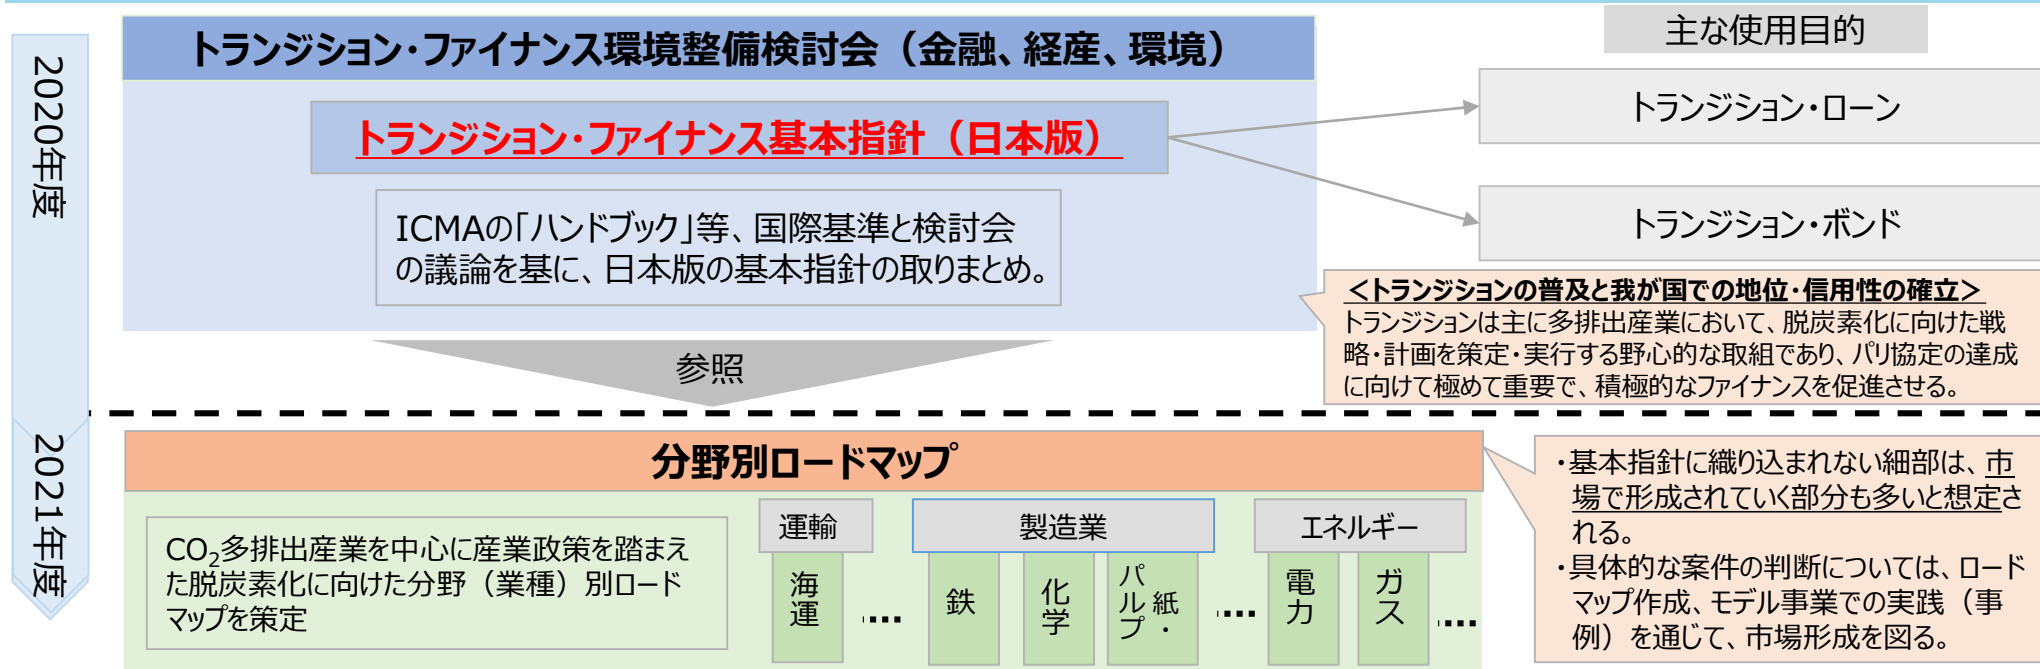 2020年度
トランジション・ファイナンス環境整備検討会（金融、経産、環境）
トランジション・ファイナンス基本指針（日本版）
ICMAの「ハンドブック」等、国際基準と検討会
の議論を基に、日本版の基本指針の取りまとめ。
主な使用目的
トランジション・ローン
トランジション・ボンド
＜トランジションの普及と我が国での地位・信用性の確立＞
トランジションは主に多排出産業において、脱炭素化に向けた戦
略・計画を策定・実行する野心的な取組であり、パリ協定の達成
に向けて極めて重要で、積極的なファイナンスを促進させる。
参照
2021年度
分野別ロードマップ
CO₂多排出産業を中心に産業政策を踏まえ
た脱炭素化に向けた分野（業種）別ロード
マップを策定
運輸
海運
….
製造業
鉄
化学
紙・
パルプ
….
エネルギー
電力
ガス
….
・基本指針に織り込まれない細部は、市
場で形成されていく部分も多いと想定さ
れる。
・具体的な案件の判断については、ロード
マップ作成、モデル事業での実践（事
例）を通じて、市場形成を図る。